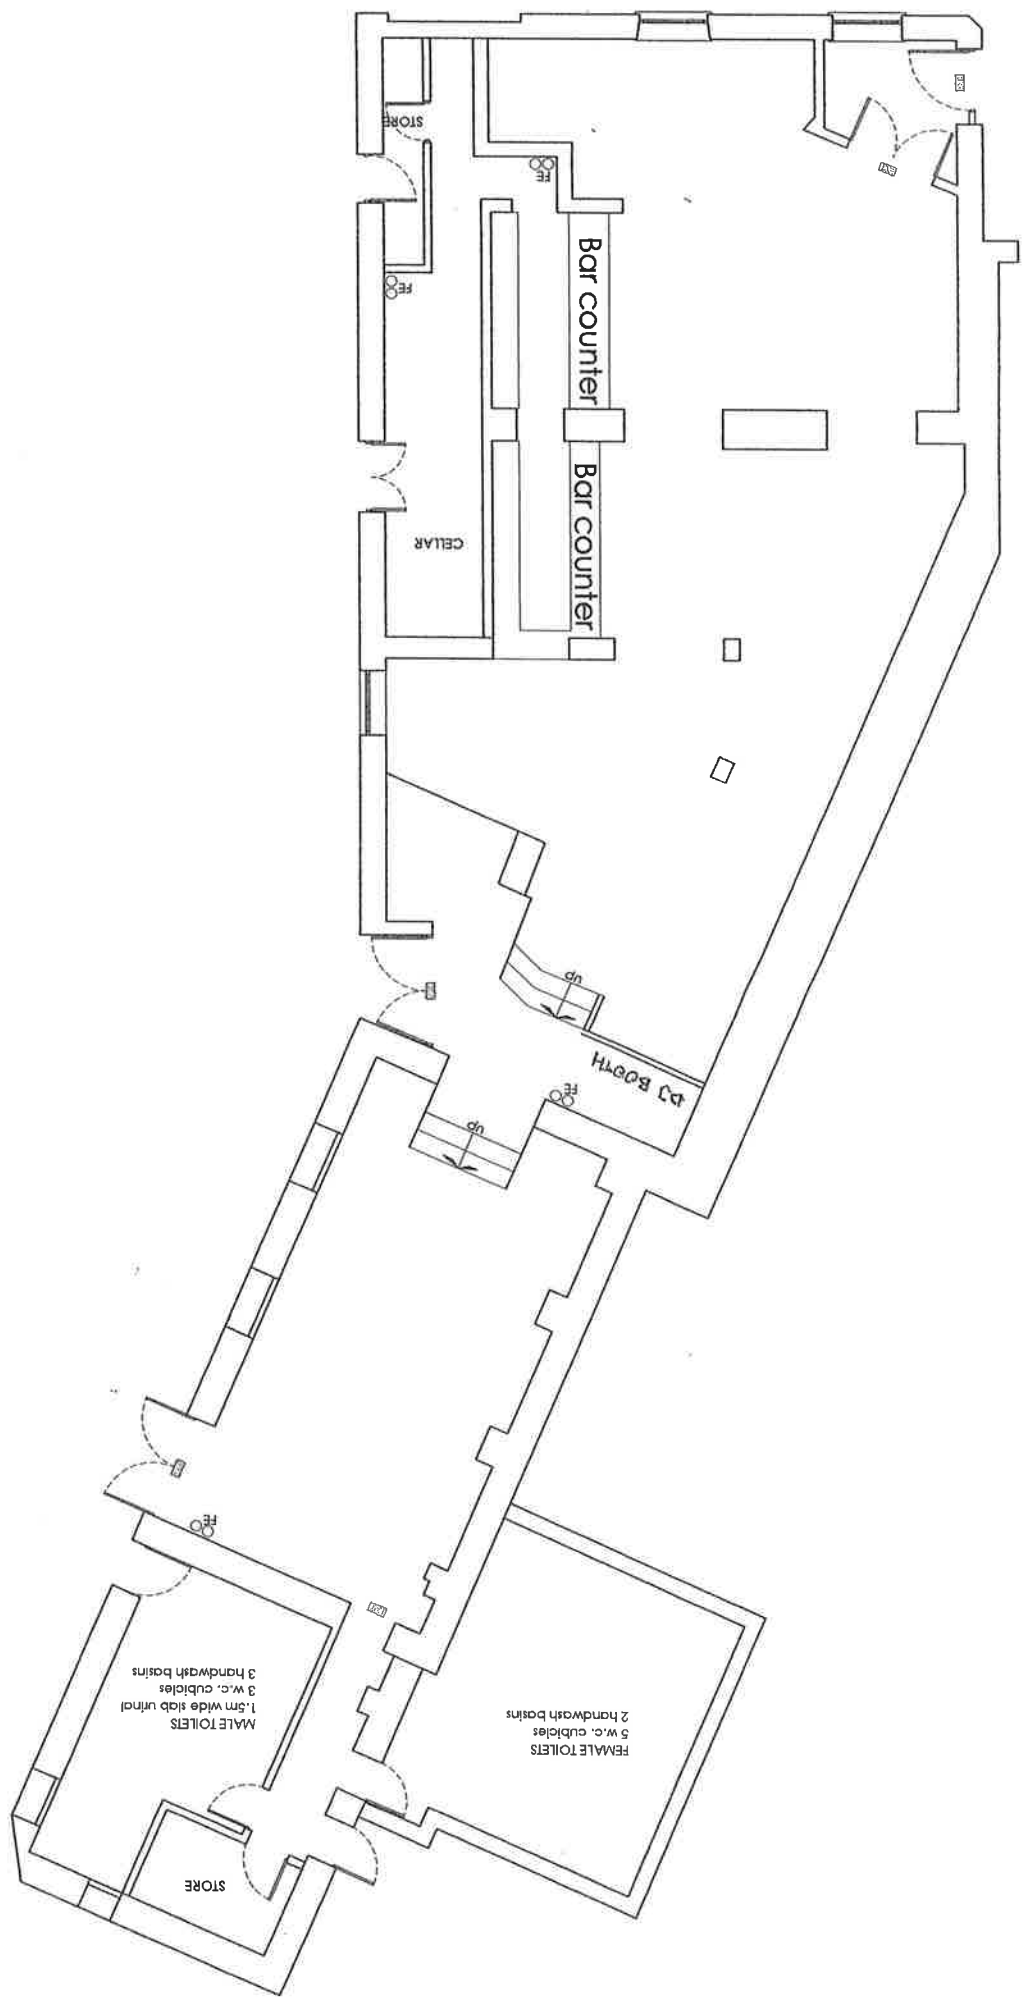 STORE
FE
FE
Bar counter
Bar counter
CELLAR
UP
DJ BOOTH
FE
UP
FE
MALE TOILETS
1.5m wide slab urinal
3 w.c. cubicles
3 handwash basins
FEMALE TOILETS
5 w.c. cubicles
2 handwash basins
STORE